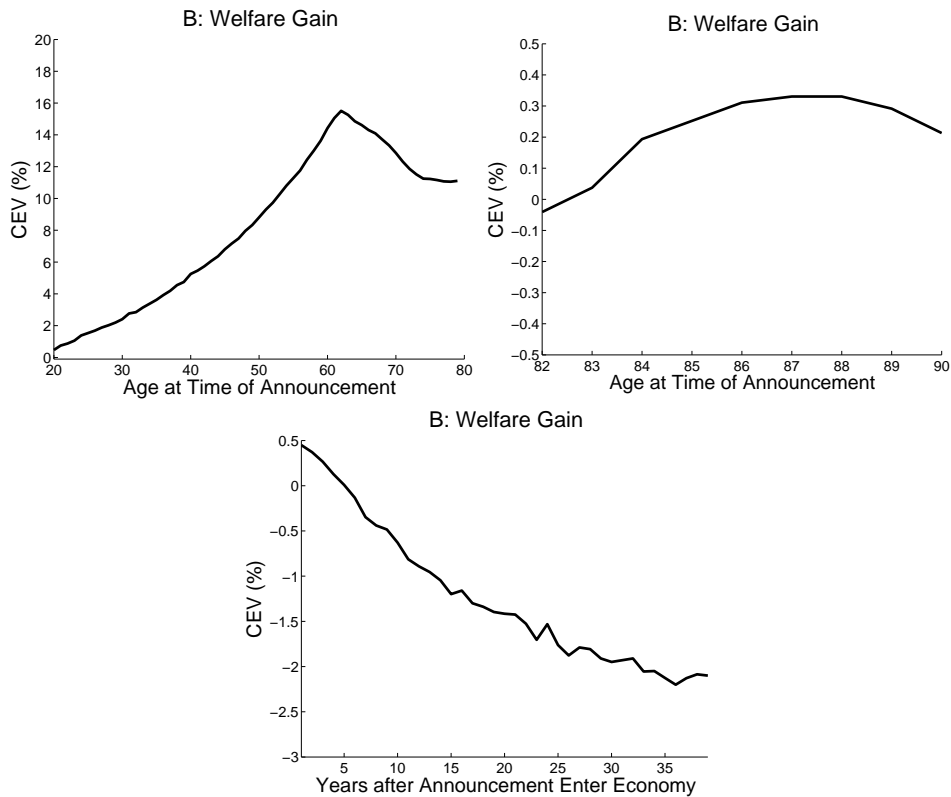 B: Welfare Gain
20
18
16
14
12
10
8
6
4
2
0
CEV (%)
20 30 40 50 60 70 80
Age at Time of Announcement
B: Welfare Gain
0.5
0.4
0.3
0.2
0.1
0
−0.1
−0.2
−0.3
−0.4
−0.5
CEV (%)
82 83 84 85 86 87 88 89 90
Age at Time of Announcement
B: Welfare Gain
0.5
0
−0.5
−1
−1.5
−2
−2.5
−3
CEV (%)
5 10 15 20 25 30 35
Years after Announcement Enter Economy